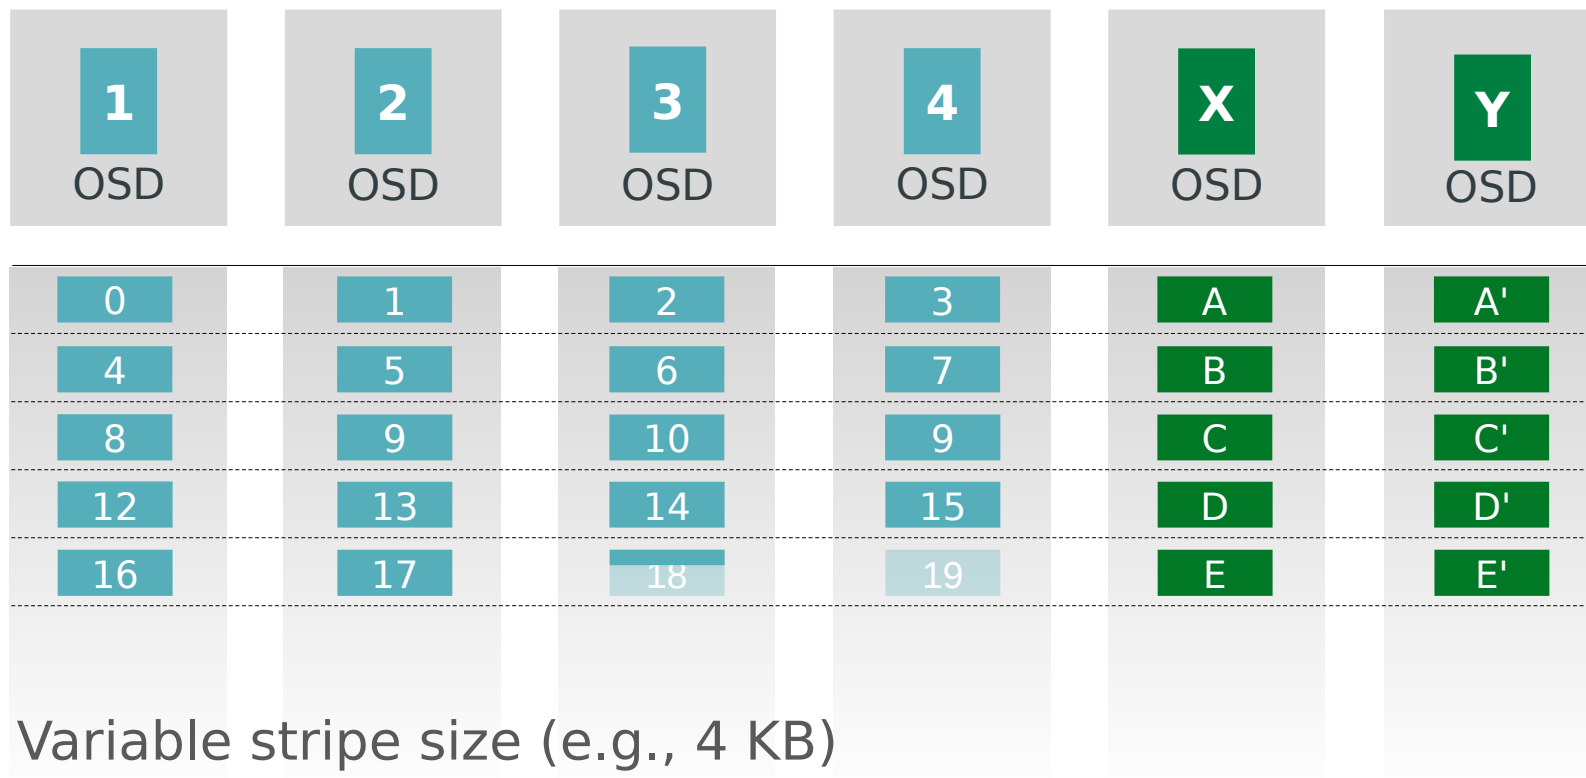 1 2 3 4 X Y
OSD OSD OSD OSD OSD OSD
0 1 2 3 A A'
4 5 6 7 B B'
8 9 10 9 C C'
12 13 14 15 D D'
16 17 18 19 E E'
Variable stripe size (e.g., 4 KB)